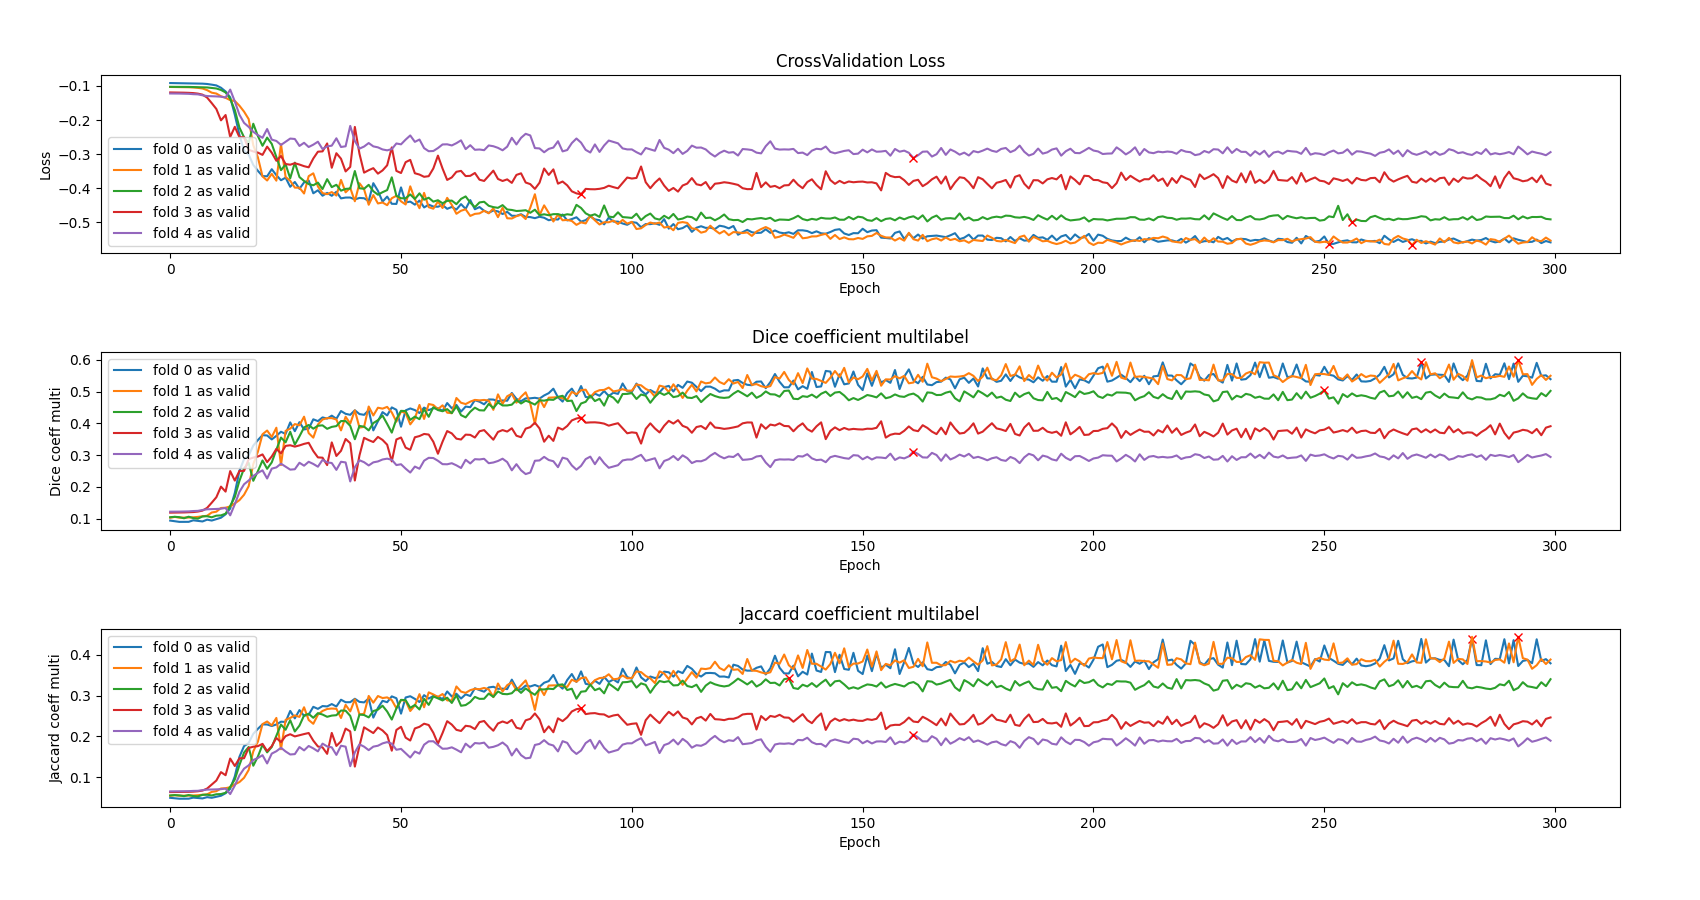 CrossValidation Loss
−0.1
−0.2
−0.3
−0.4
−0.5
Loss
fold 0 as valid
fold 1 as valid
fold 2 as valid
fold 3 as valid
fold 4 as valid
0 50 100 150 200 250 300
Epoch
Dice coefficient multilabel
0.6
0.5
0.4
0.3
0.2
0.1
Dice coeff multi
fold 0 as valid
fold 1 as valid
fold 2 as valid
fold 3 as valid
fold 4 as valid
0 50 100 150 200 250 300
Epoch
Jaccard coefficient multilabel
0.4
0.3
0.2
0.1
Jaccard coeff multi
fold 0 as valid
fold 1 as valid
fold 2 as valid
fold 3 as valid
fold 4 as valid
0 50 100 150 200 250 300
Epoch